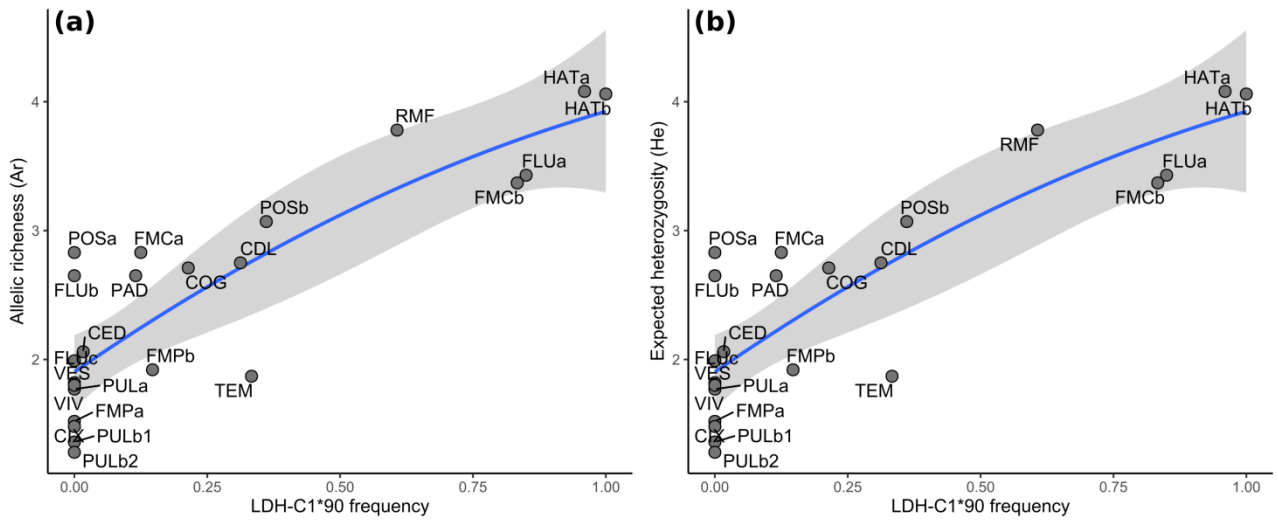 (a)
HATa
HATb
4
RMF
FLUa
FMCb
POSb
3
POSa
FMCa
CDL
COG
FLUb
PAD
CED
2
FLUc
FMPb
VES
PULa
TEM
VIV
FMPa
CIX
PULb1
PULb2
Allelic richeness (Ar)
0.00 0.25 0.50 0.75 1.00
LDH-C1*90 frequency
(b)
HATa
HATb
4
RMF
FLUa
FMCb
POSb
3
POSa
FMCa
CDL
COG
FLUb
PAD
CED
2
FLUc
FMPb
VES
PULa
TEM
VIV
FMPa
CIX
PULb1
PULb2
Expected heterozygosity (He)
0.00 0.25 0.50 0.75 1.00
LDH-C1*90 frequency